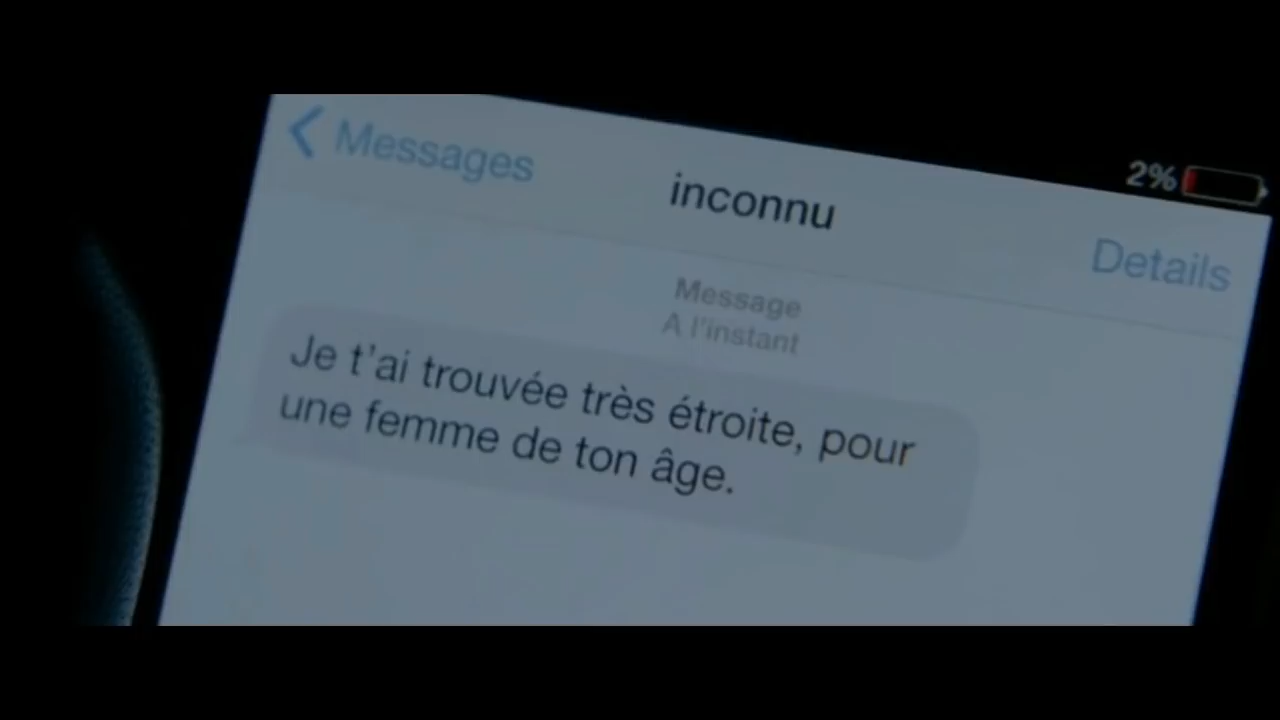 2%
Messages
inconnu
Details
Message
A l'instant
Je t'ai trouvée très étroite, pour
une femme de ton âge.